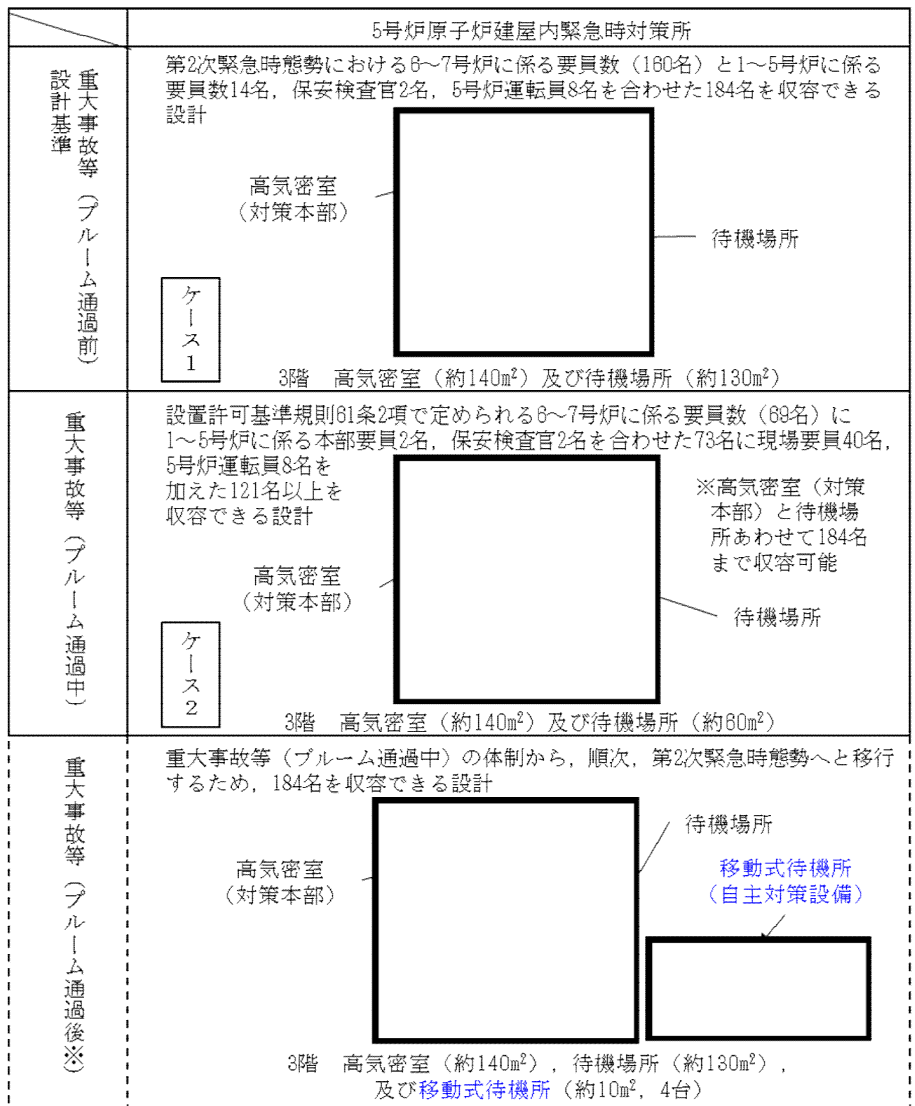 5号炉原子炉建屋内緊急時対策所
重大事故等（プルーム通過前）
設計基準
第2次緊急時態勢における6～7号炉に係る要員数（160名）と1～5号炉に係る
要員数14名，保安検査官2名，5号炉運転員8名を合わせた184名を収容できる
設計
高気密室
（対策本部）
待機場所
ケース1
3階　高気密室（約140m²）及び待機場所（約130m²）
重大事故等（プルーム通過中）
設置許可基準規則61条2項で定められる6～7号炉に係る要員数（69名）に
1～5号炉に係る本部要員2名，保安検査官2名を合わせた73名に現場要員40名，
5号炉運転員8名を
加えた121名以上を
収容できる設計
※高気密室（対策
本部）と待機場
所あわせて184名
まで収容可能
高気密室
（対策本部）
待機場所
ケース2
3階　高気密室（約140m²）及び待機場所（約60m²）
重大事故等（プルーム通過後※）
重大事故等（プルーム通過中）の体制から，順次，第2次緊急時態勢へと移行
するため，184名を収容できる設計
待機場所
高気密室
（対策本部）
移動式待機所
（自主対策設備）
3階　高気密室（約140m²），待機場所（約130m²），
及び移動式待機所（約10m²，4台）